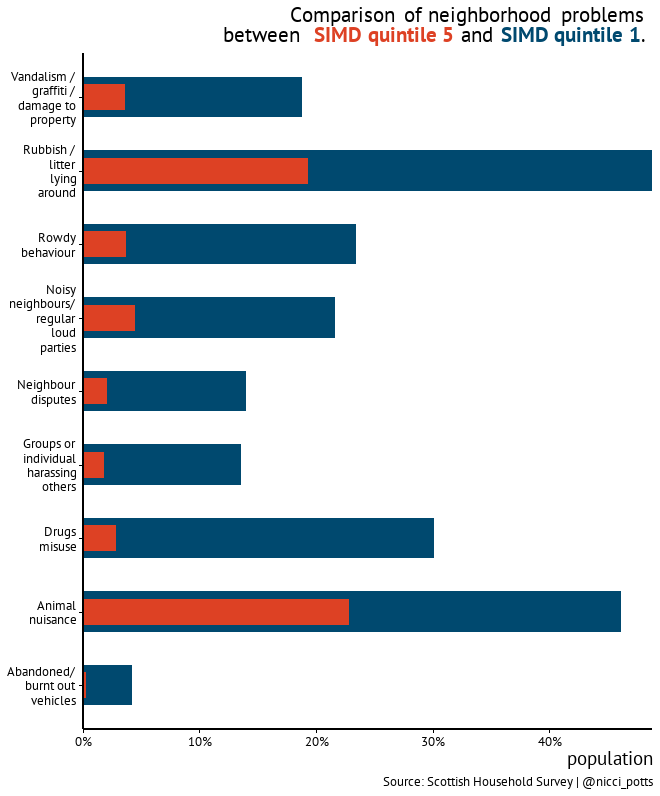 Comparison of neighborhood problems
between SIMD quintile 5 and SIMD quintile 1.
Vandalism /
graffiti /
damage to
property
Rubbish /
litter
lying
around
Rowdy
behaviour
Noisy
neighbours/
regular
loud
parties
Neighbour
disputes
Groups or
individual
harassing
others
Drugs
misuse
Animal
nuisance
Abandoned/
burnt out
vehicles
0% 10% 20% 30% 40%
population
Source: Scottish Household Survey | @nicci_potts